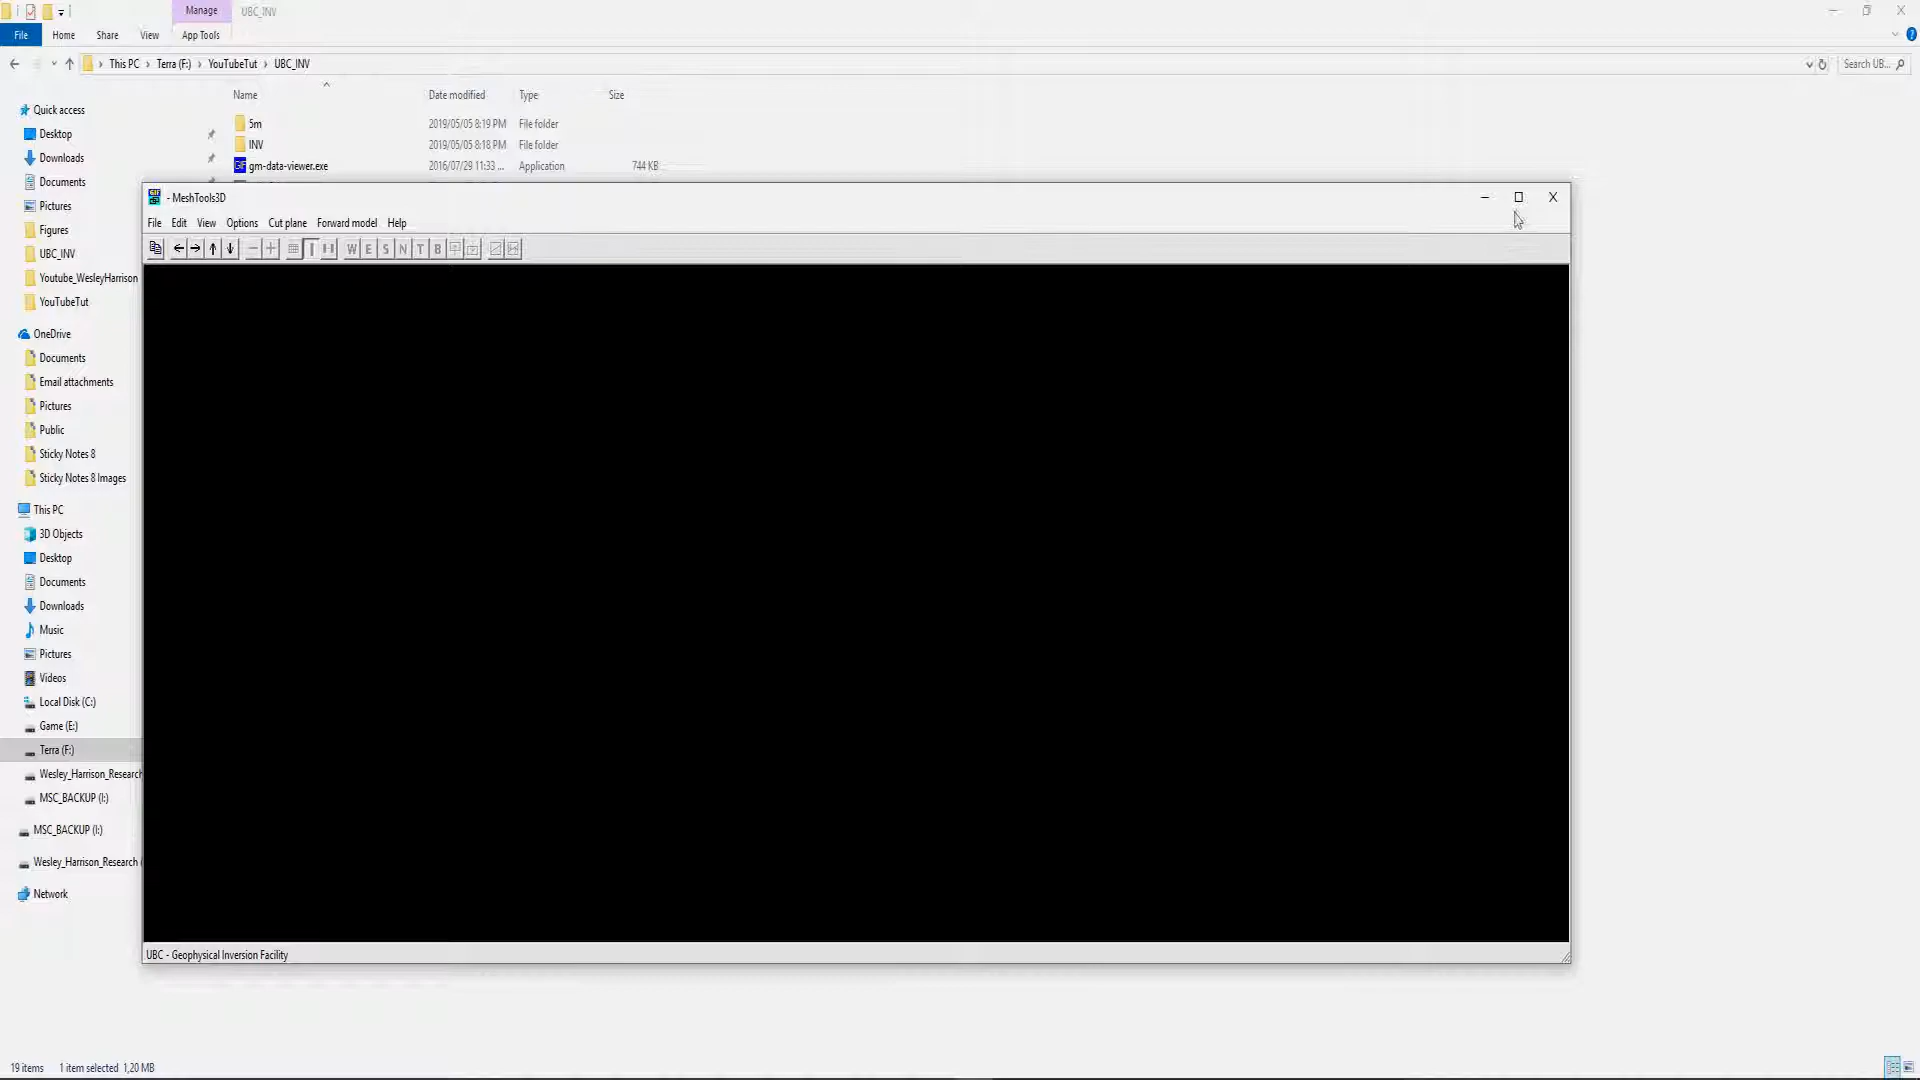 Manage
UBC_INV
File Home Share View App Tools
This PC Terra (F:) YouTubeTut UBC_INV
Search UB...
Name Date modified Type Size
Quick access
Desktop
Downloads
Documents
Pictures
Figures
UBC_INV
Youtube_WesleyHarrison
YouTubeTut
OneDrive
Documents
Email attachments
Pictures
Public
Sticky Notes 8
Sticky Notes 8 Images
This PC
3D Objects
Desktop
Documents
Downloads
Music
Pictures
Videos
Local Disk (C:)
Game (E:)
Terra (F:)
Wesley_Harrison_Research
MSC_BACKUP (I:)
MSC_BACKUP (I:)
Wesley_Harrison_Research (
Network
5m 2019/05/05 8:19 PM File folder
INV 2019/05/05 8:18 PM File folder
gm-data-viewer.exe 2016/07/29 11:33 ... Application 744 KB
- MeshTools3D
File Edit View Options Cut plane Forward model Help
W E S N T B
UBC - Geophysical Inversion Facility
19 items 1 item selected 1,20 MB